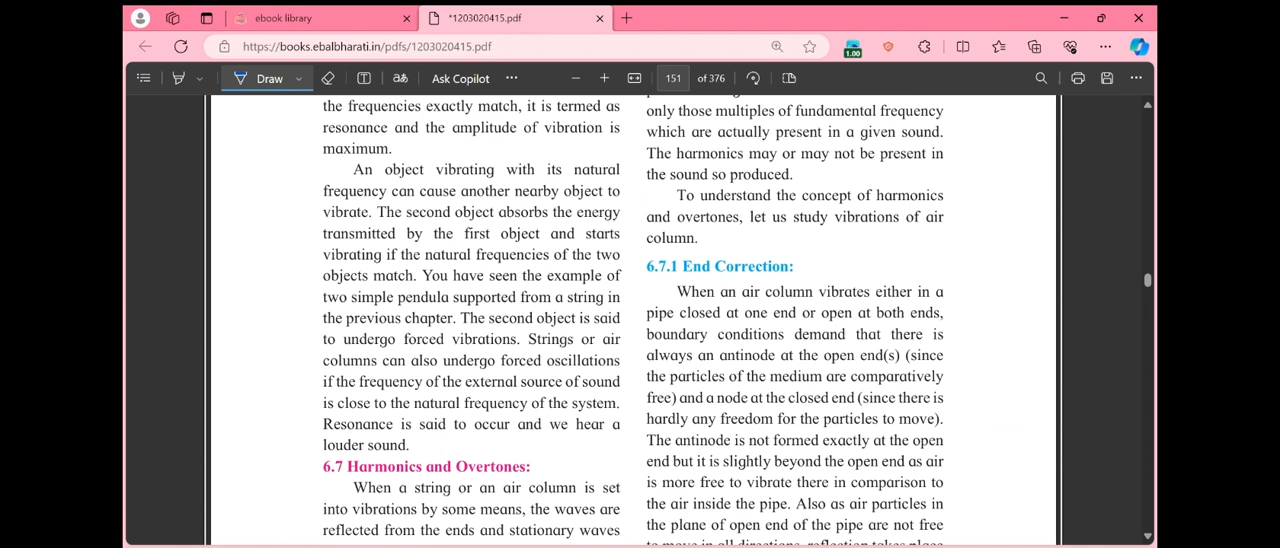 ebook library
*1203020415.pdf
https://books.ebalbharati.in/pdfs/1203020415.pdf
1.00
Draw
aあ
Ask Copilot
151 of 376
the frequencies exactly match, it is termed as
resonance and the amplitude of vibration is
maximum.
An object vibrating with its natural
frequency can cause another nearby object to
vibrate. The second object absorbs the energy
transmitted by the first object and starts
vibrating if the natural frequencies of the two
objects match. You have seen the example of
two simple pendula supported from a string in
the previous chapter. The second object is said
to undergo forced vibrations. Strings or air
columns can also undergo forced oscillations
if the frequency of the external source of sound
is close to the natural frequency of the system.
Resonance is said to occur and we hear a
louder sound.
6.7 Harmonics and Overtones:
When a string or an air column is set
into vibrations by some means, the waves are
reflected from the ends and stationary waves
only those multiples of fundamental frequency
which are actually present in a given sound.
The harmonics may or may not be present in
the sound so produced.
To understand the concept of harmonics
and overtones, let us study vibrations of air
column.
6.7.1 End Correction:
When an air column vibrates either in a
pipe closed at one end or open at both ends,
boundary conditions demand that there is
always an antinode at the open end(s) (since
the particles of the medium are comparatively
free) and a node at the closed end (since there is
hardly any freedom for the particles to move).
The antinode is not formed exactly at the open
end but it is slightly beyond the open end as air
is more free to vibrate there in comparison to
the air inside the pipe. Also as air particles in
the plane of open end of the pipe are not free
to move in all directions, reflection takes place